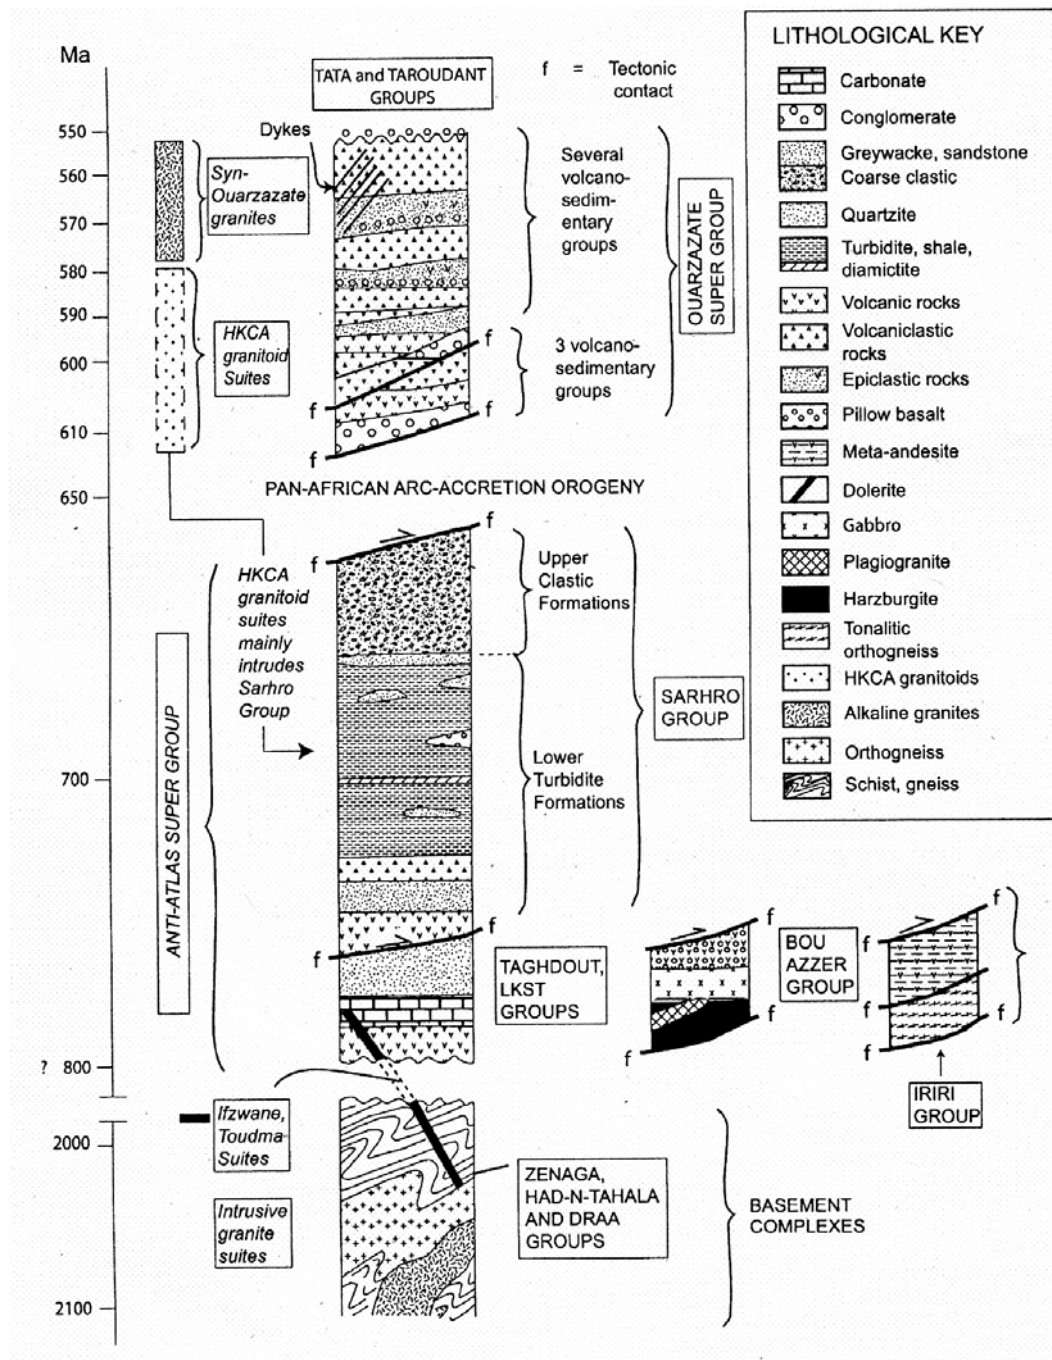 Ma
TATA and TAROUDANT
GROUPS
f = Tectonic
contact
Dykes
550
560
570
580
590
600
610
650
700
? 800
2000
2100
Syn-
Ouarzazate
granites
HKCA
granitoid
Suites
Several
volcano-
sedim-
entary
groups
3 volcano-
sedimentary
groups
OUARZAZATE
SUPER GROUP
f
f
f
f
PAN-AFRICAN ARC-ACCRETION OROGENY
f
f
HKCA
granitoid
suites
mainly
intrudes
Sarhro
Group
Upper
Clastic
Formations
Lower
Turbidite
Formations
SARHRO
GROUP
ANTI-ATLAS SUPER GROUP
f
f
TAGHDOUT,
LKST
GROUPS
f
f
BOU
AZZER
GROUP
f
f
f
f
f
f
IRIRI
GROUP
Ifzwane,
Toudma-
Suites
Intrusive
granite
suites
ZENAGA,
HAD-N-TAHALA
AND DRAA
GROUPS
BASEMENT
COMPLEXES
LITHOLOGICAL KEY
Carbonate
Conglomerate
Greywacke, sandstone
Coarse clastic
Quartzite
Turbidite, shale,
diamictite
Volcanic rocks
Volcaniclastic
rocks
Epiclastic rocks
Pillow basalt
Meta-andesite
Dolerite
Gabbro
Plagiogranite
Harzburgite
Tonalitic
orthogneiss
HKCA granitoids
Alkaline granites
Orthogneiss
Schist, gneiss